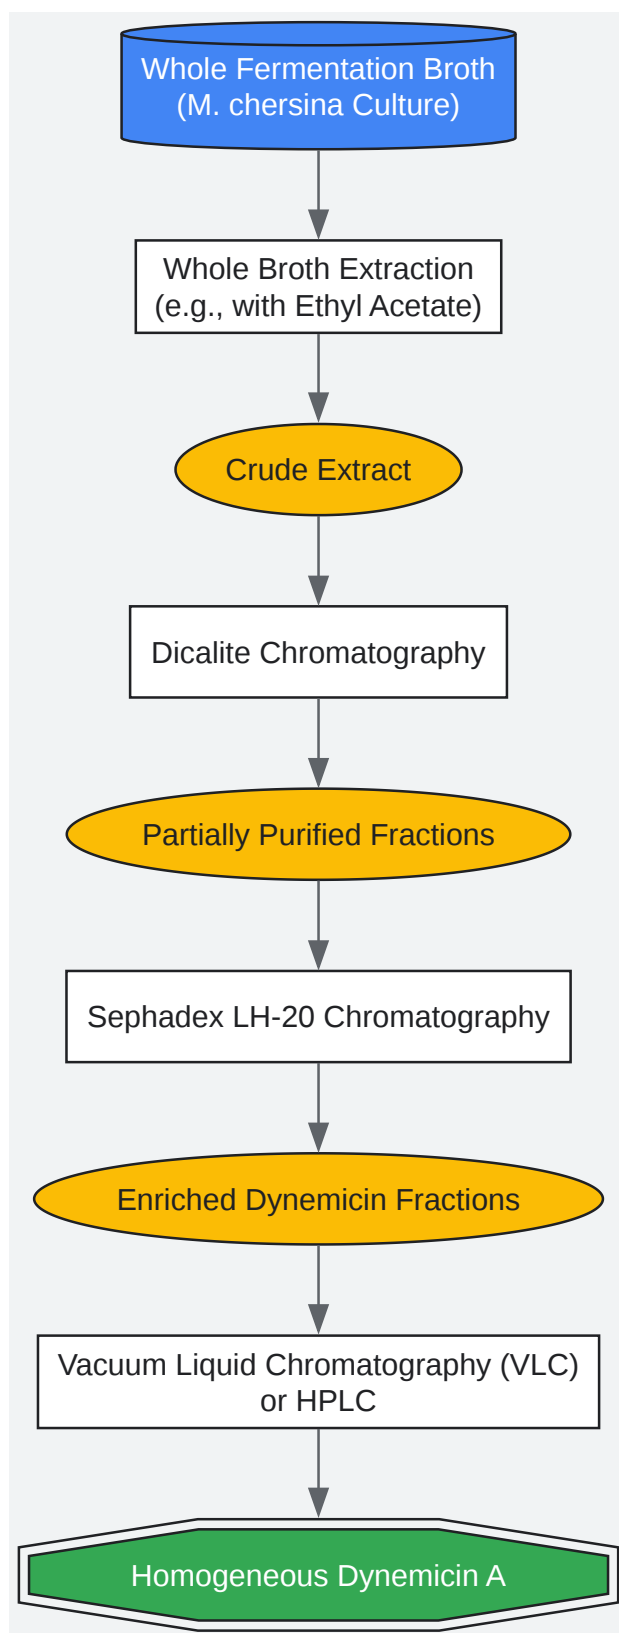 Whole Fermentation Broth
(M. chersina Culture)
Whole Broth Extraction
(e.g., with Ethyl Acetate)
Crude Extract
Dicalite Chromatography
Partially Purified Fractions
Sephadex LH-20 Chromatography
Enriched Dynemicin Fractions
Vacuum Liquid Chromatography (VLC)
or HPLC
Homogeneous Dynemicin A